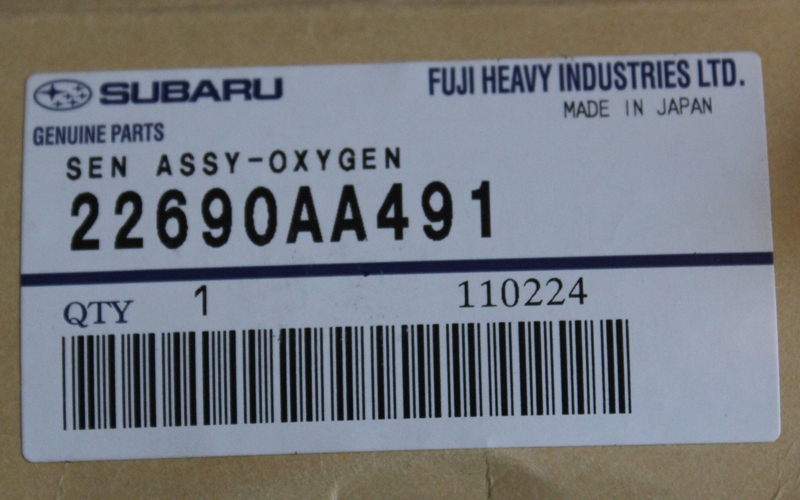 SUBARU
FUJI HEAVY INDUSTRIES LTD.
MADE IN JAPAN
GENUINE PARTS
SEN ASSY-OXYGEN
22690AA491
QTY 1 110224